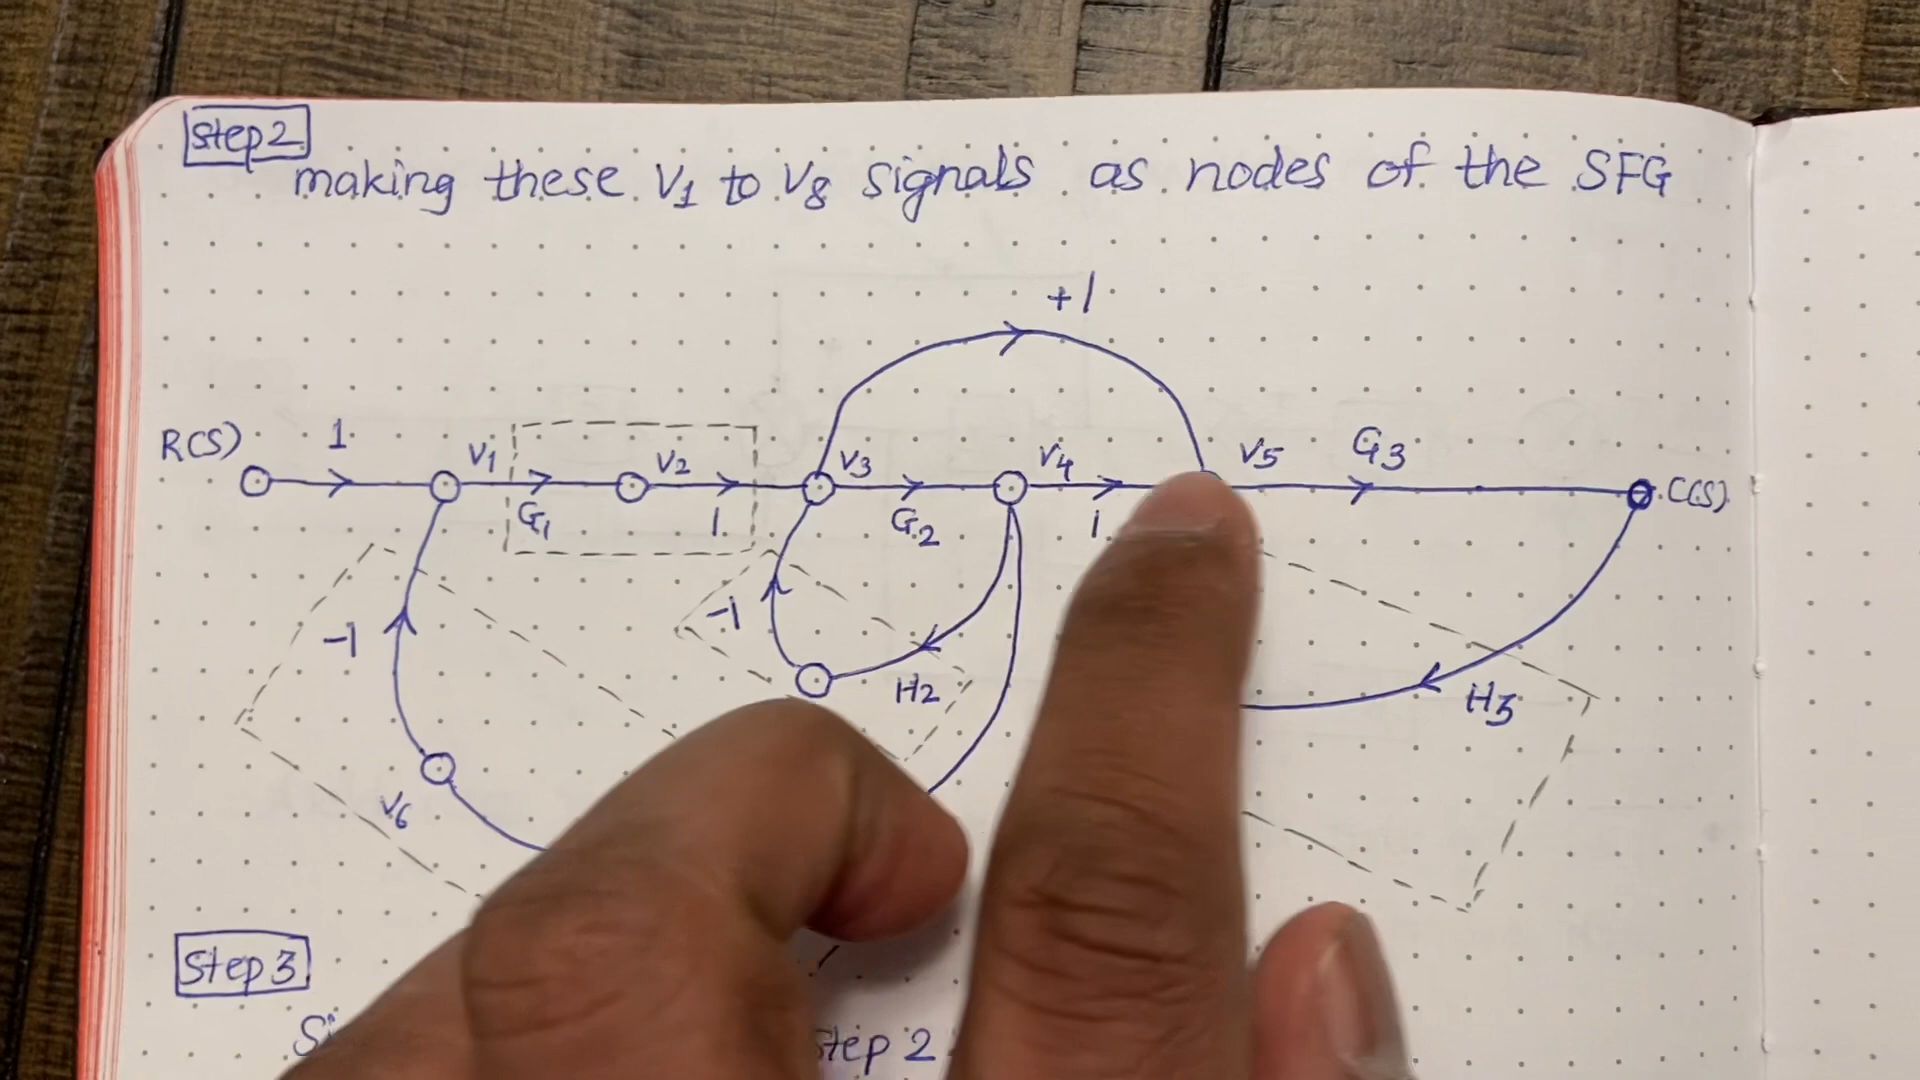 Step 2
making these V1 to V8 signals as nodes of the SFG
+1
R(S) 1 V1 V2 V3 V4 V5 G3 C(S)
G1 1 G2 1
-1 -1 H2 H3
V6
Step 3
Step 2